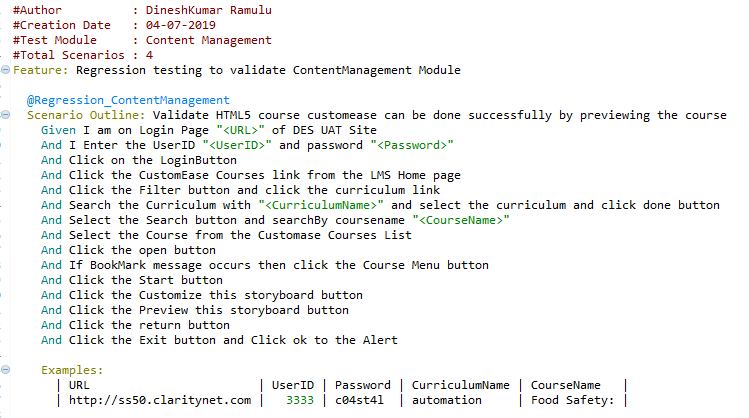 #Author          : DineshKumar Ramulu
#Creation Date   : 04-07-2019
#Test Module     : Content Management
#Total Scenarios : 4
Feature: Regression testing to validate ContentManagement Module
@Regression_ContentManagement
Scenario Outline: Validate HTML5 course customease can be done successfully by previewing the course
Given I am on Login Page "<URL>" of DES UAT Site
And I Enter the UserID "<UserID>" and password "<Password>"
And Click on the LoginButton
And Click the CustomEase Courses link from the LMS Home page
And Click the Filter button and click the curriculum link
And Search the Curriculum with "<CurriculumName>" and select the curriculum and click done button
And Select the Search button and searchBy coursename "<CourseName>"
And Select the Course from the Customase Courses List
And Click the open button
And If BookMark message occurs then click the Course Menu button
And Click the Start button
And Click the Customize this storyboard button
And Click the Preview this storyboard button
And Click the return button
And Click the Exit button and Click ok to the Alert
Examples:
| URL                        | UserID | Password | CurriculumName | CourseName   |
| http://ss50.claritynet.com |   3333 | c04st4l  | automation     | Food Safety: |